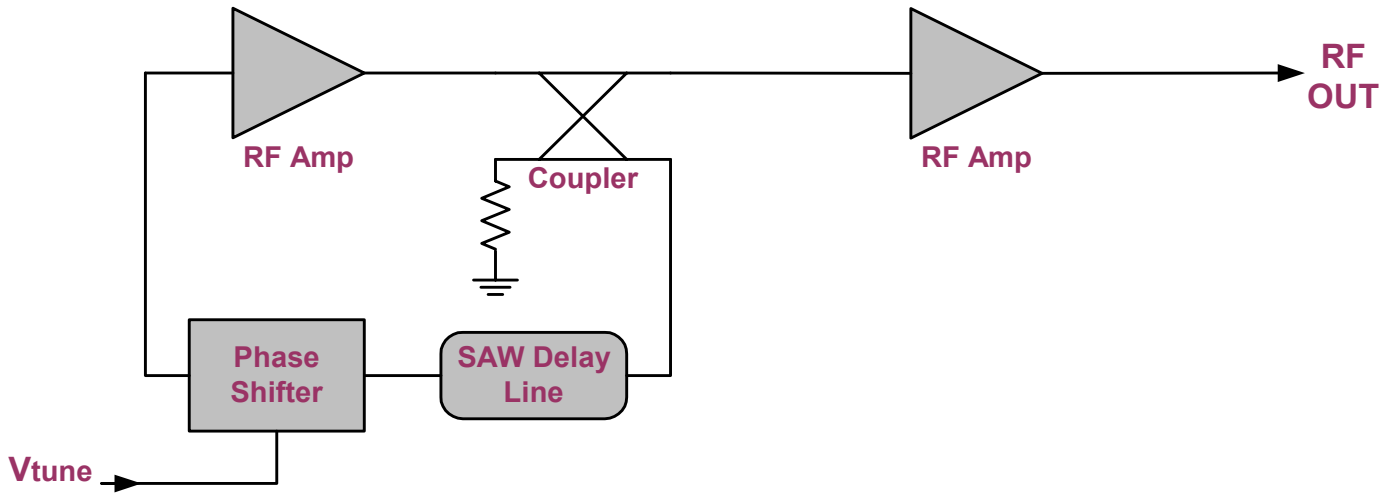 RF
OUT
RF Amp
RF Amp
Coupler
Phase
Shifter
SAW Delay
Line
Vtune